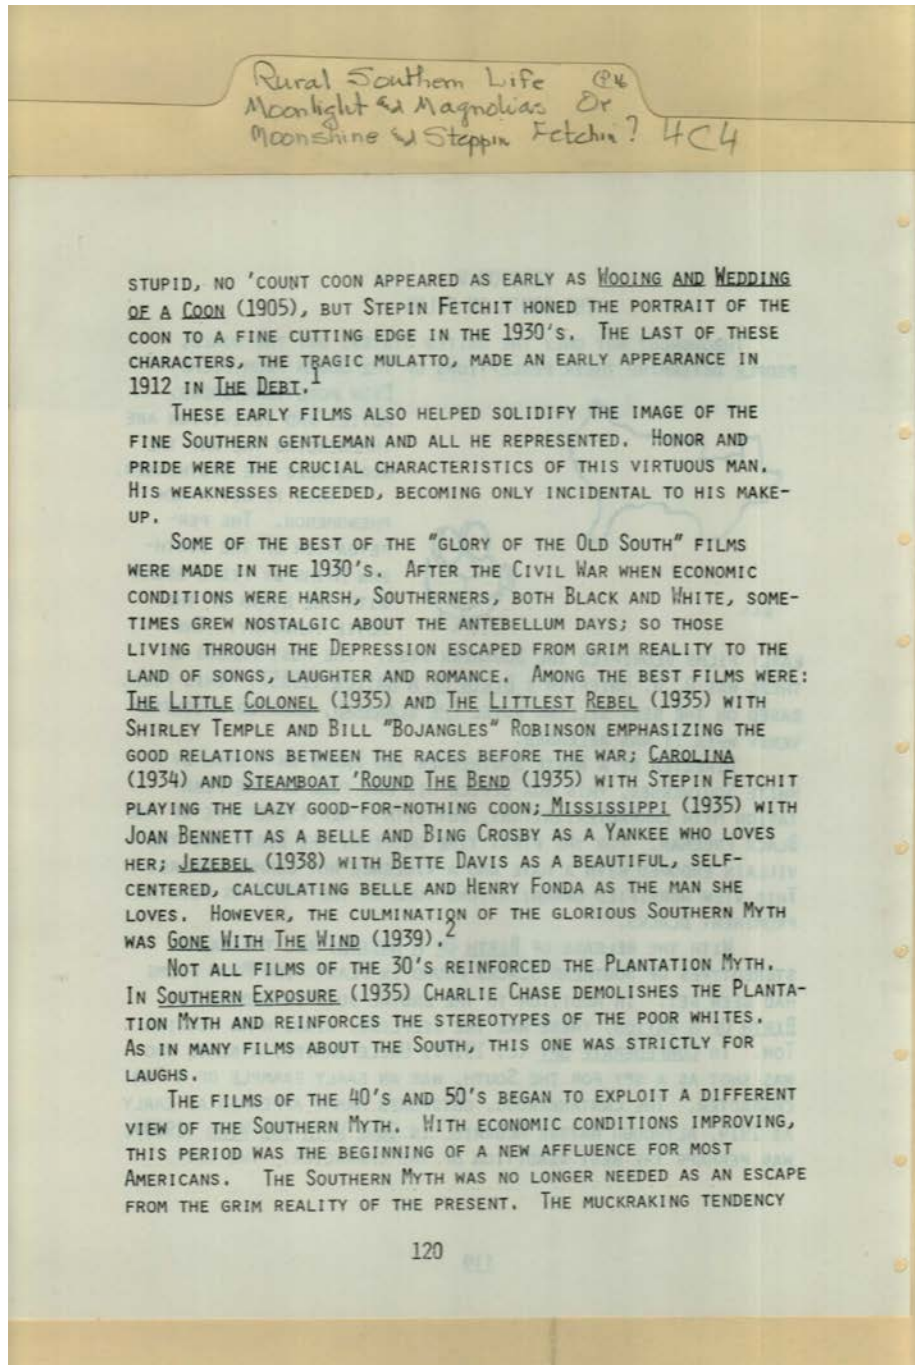 Rural Southern Life
Moonlight & Magnolias Or
Moonshine & Steppin Fetchin? 4C4
STUPID, NO 'COUNT COON APPEARED AS EARLY AS WOOING AND WEDDING
OF A COON (1905), BUT STEPIN FETCHIT HONED THE PORTRAIT OF THE
COON TO A FINE CUTTING EDGE IN THE 1930'S. THE LAST OF THESE
CHARACTERS, THE TRAGIC MULATTO, MADE AN EARLY APPEARANCE IN
1912 IN THE DEBT.1
THESE EARLY FILMS ALSO HELPED SOLIDIFY THE IMAGE OF THE
FINE SOUTHERN GENTLEMAN AND ALL HE REPRESENTED. HONOR AND
PRIDE WERE THE CRUCIAL CHARACTERISTICS OF THIS VIRTUOUS MAN.
HIS WEAKNESSES RECEEDED, BECOMING ONLY INCIDENTAL TO HIS MAKE-
UP.
SOME OF THE BEST OF THE "GLORY OF THE OLD SOUTH" FILMS
WERE MADE IN THE 1930'S. AFTER THE CIVIL WAR WHEN ECONOMIC
CONDITIONS WERE HARSH, SOUTHERNERS, BOTH BLACK AND WHITE, SOME-
TIMES GREW NOSTALGIC ABOUT THE ANTEBELLUM DAYS; SO THOSE
LIVING THROUGH THE DEPRESSION ESCAPED FROM GRIM REALITY TO THE
LAND OF SONGS, LAUGHTER AND ROMANCE. AMONG THE BEST FILMS WERE:
THE LITTLE COLONEL (1935) AND THE LITTLEST REBEL (1935) WITH
SHIRLEY TEMPLE AND BILL "BOJANGLES" ROBINSON EMPHASIZING THE
GOOD RELATIONS BETWEEN THE RACES BEFORE THE WAR; CAROLINA
(1934) AND STEAMBOAT 'ROUND THE BEND (1935) WITH STEPIN FETCHIT
PLAYING THE LAZY GOOD-FOR-NOTHING COON; MISSISSIPPI (1935) WITH
JOAN BENNETT AS A BELLE AND BING CROSBY AS A YANKEE WHO LOVES
HER; JEZEBEL (1938) WITH BETTE DAVIS AS A BEAUTIFUL, SELF-
CENTERED, CALCULATING BELLE AND HENRY FONDA AS THE MAN SHE
LOVES. HOWEVER, THE CULMINATION OF THE GLORIOUS SOUTHERN MYTH
WAS GONE WITH THE WIND (1939).2
NOT ALL FILMS OF THE 30'S REINFORCED THE PLANTATION MYTH.
IN SOUTHERN EXPOSURE (1935) CHARLIE CHASE DEMOLISHES THE PLANTA-
TION MYTH AND REINFORCES THE STEREOTYPES OF THE POOR WHITES.
AS IN MANY FILMS ABOUT THE SOUTH, THIS ONE WAS STRICTLY FOR
LAUGHS.
THE FILMS OF THE 40'S AND 50'S BEGAN TO EXPLOIT A DIFFERENT
VIEW OF THE SOUTHERN MYTH. WITH ECONOMIC CONDITIONS IMPROVING,
THIS PERIOD WAS THE BEGINNING OF A NEW AFFLUENCE FOR MOST
AMERICANS. THE SOUTHERN MYTH WAS NO LONGER NEEDED AS AN ESCAPE
FROM THE GRIM REALITY OF THE PRESENT. THE MUCKRAKING TENDENCY
120